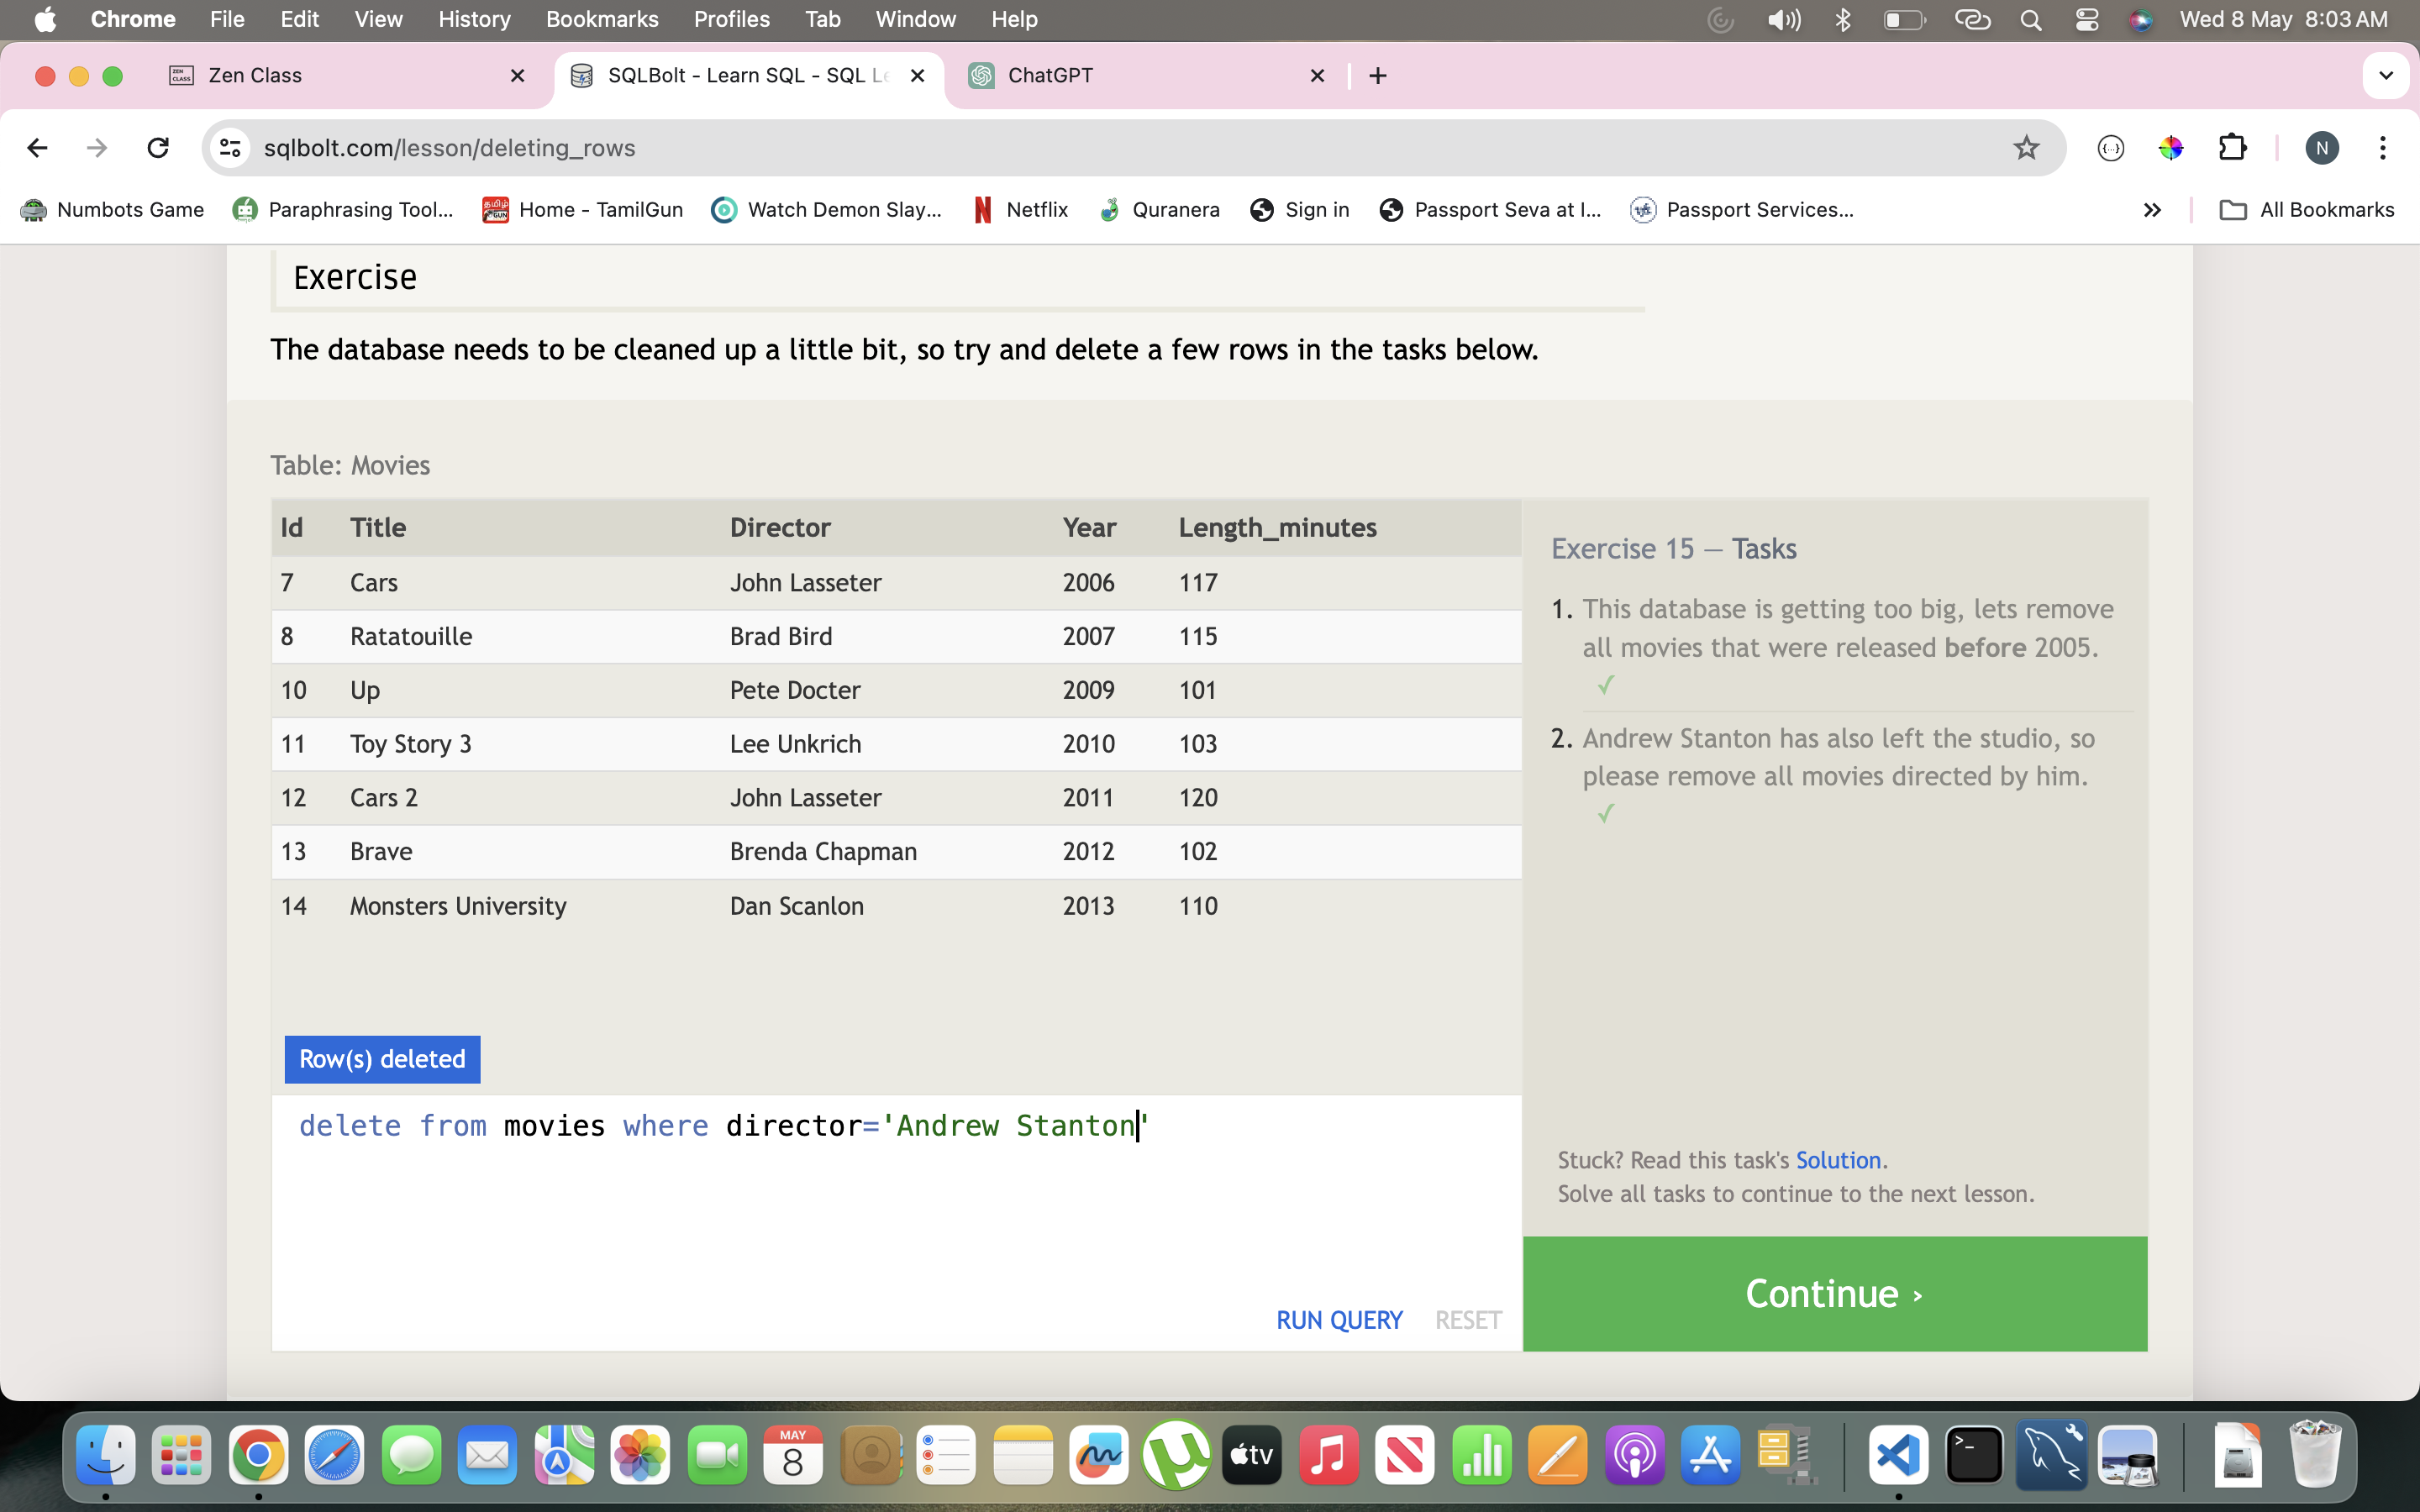 Chrome File Edit View History Bookmarks Profiles Tab Window Help Wed 8 May 8:03 AM
ZEN CLASS Zen Class SQLBolt - Learn SQL - SQL Le ChatGPT
sqlbolt.com/lesson/deleting_rows N
Numbots Game Paraphrasing Tool... Home - TamilGun Watch Demon Slay... Netflix Quranera Sign in Passport Seva at I... Passport Services... All Bookmarks
Exercise
The database needs to be cleaned up a little bit, so try and delete a few rows in the tasks below.
Table: Movies
Id Title Director Year Length_minutes
7 Cars John Lasseter 2006 117
8 Ratatouille Brad Bird 2007 115
10 Up Pete Docter 2009 101
11 Toy Story 3 Lee Unkrich 2010 103
12 Cars 2 John Lasseter 2011 120
13 Brave Brenda Chapman 2012 102
14 Monsters University Dan Scanlon 2013 110
Row(s) deleted
delete from movies where director='Andrew Stanton'
RUN QUERY RESET
Exercise 15 — Tasks
1. This database is getting too big, lets remove
all movies that were released before 2005.
✓
2. Andrew Stanton has also left the studio, so
please remove all movies directed by him.
✓
Stuck? Read this task's Solution.
Solve all tasks to continue to the next lesson.
Continue ›
MAY
8
tv